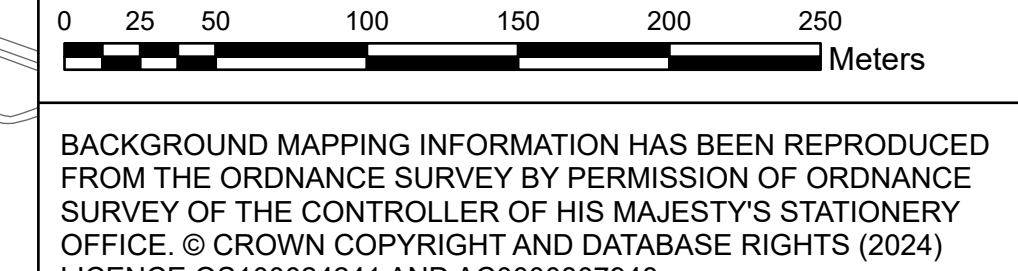 0 25 50 100 150 200 250
Meters
BACKGROUND MAPPING INFORMATION HAS BEEN REPRODUCED
FROM THE ORDNANCE SURVEY BY PERMISSION OF ORDNANCE
SURVEY OF THE CONTROLLER OF HIS MAJESTY'S STATIONERY
OFFICE. © CROWN COPYRIGHT AND DATABASE RIGHTS (2024)